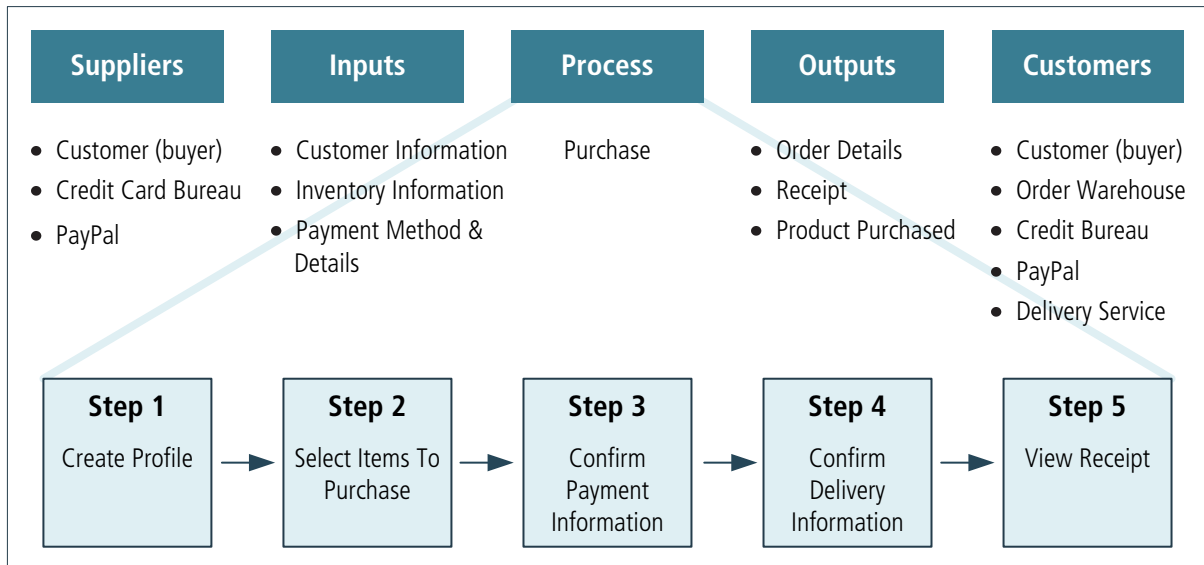 Suppliers
Inputs
Process
Outputs
Customers
• Customer (buyer)
• Credit Card Bureau
• PayPal
• Customer Information
• Inventory Information
• Payment Method &
Details
Purchase
• Order Details
• Receipt
• Product Purchased
• Customer (buyer)
• Order Warehouse
• Credit Bureau
• PayPal
• Delivery Service
Step 1
Create Profile
Step 2
Select Items To
Purchase
Step 3
Confirm
Payment
Information
Step 4
Confirm
Delivery
Information
Step 5
View Receipt